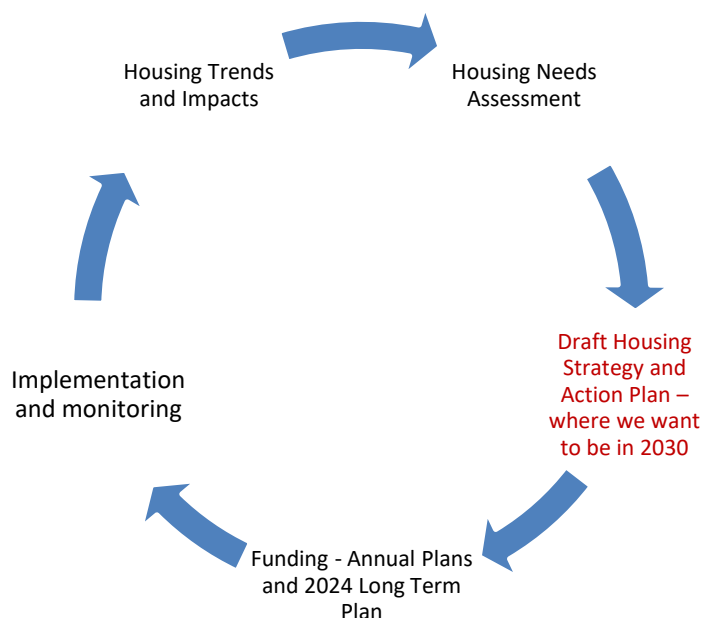 Housing Trends
and Impacts
Housing Needs
Assessment
Draft Housing
Strategy and
Action Plan –
where we want
to be in 2030
Funding - Annual Plans
and 2024 Long Term
Plan
Implementation
and monitoring